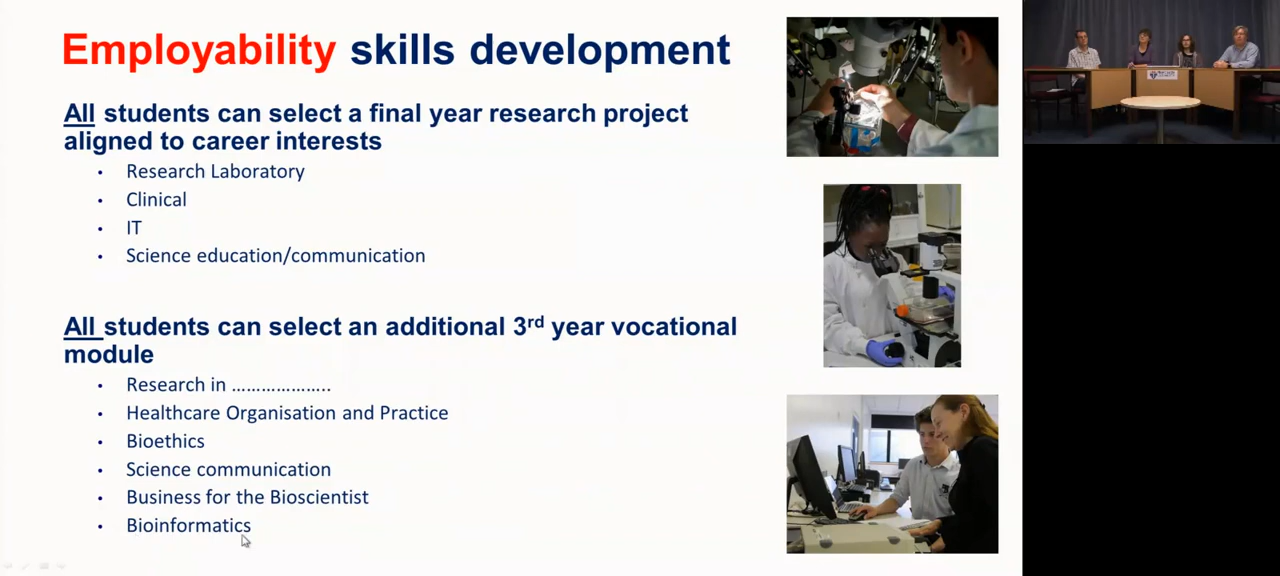 Employability skills development
All students can select a final year research project
aligned to career interests
• Research Laboratory
• Clinical
• IT
• Science education/communication
All students can select an additional 3rd year vocational
module
• Research in ...................
• Healthcare Organisation and Practice
• Bioethics
• Science communication
• Business for the Bioscientist
• Bioinformatics